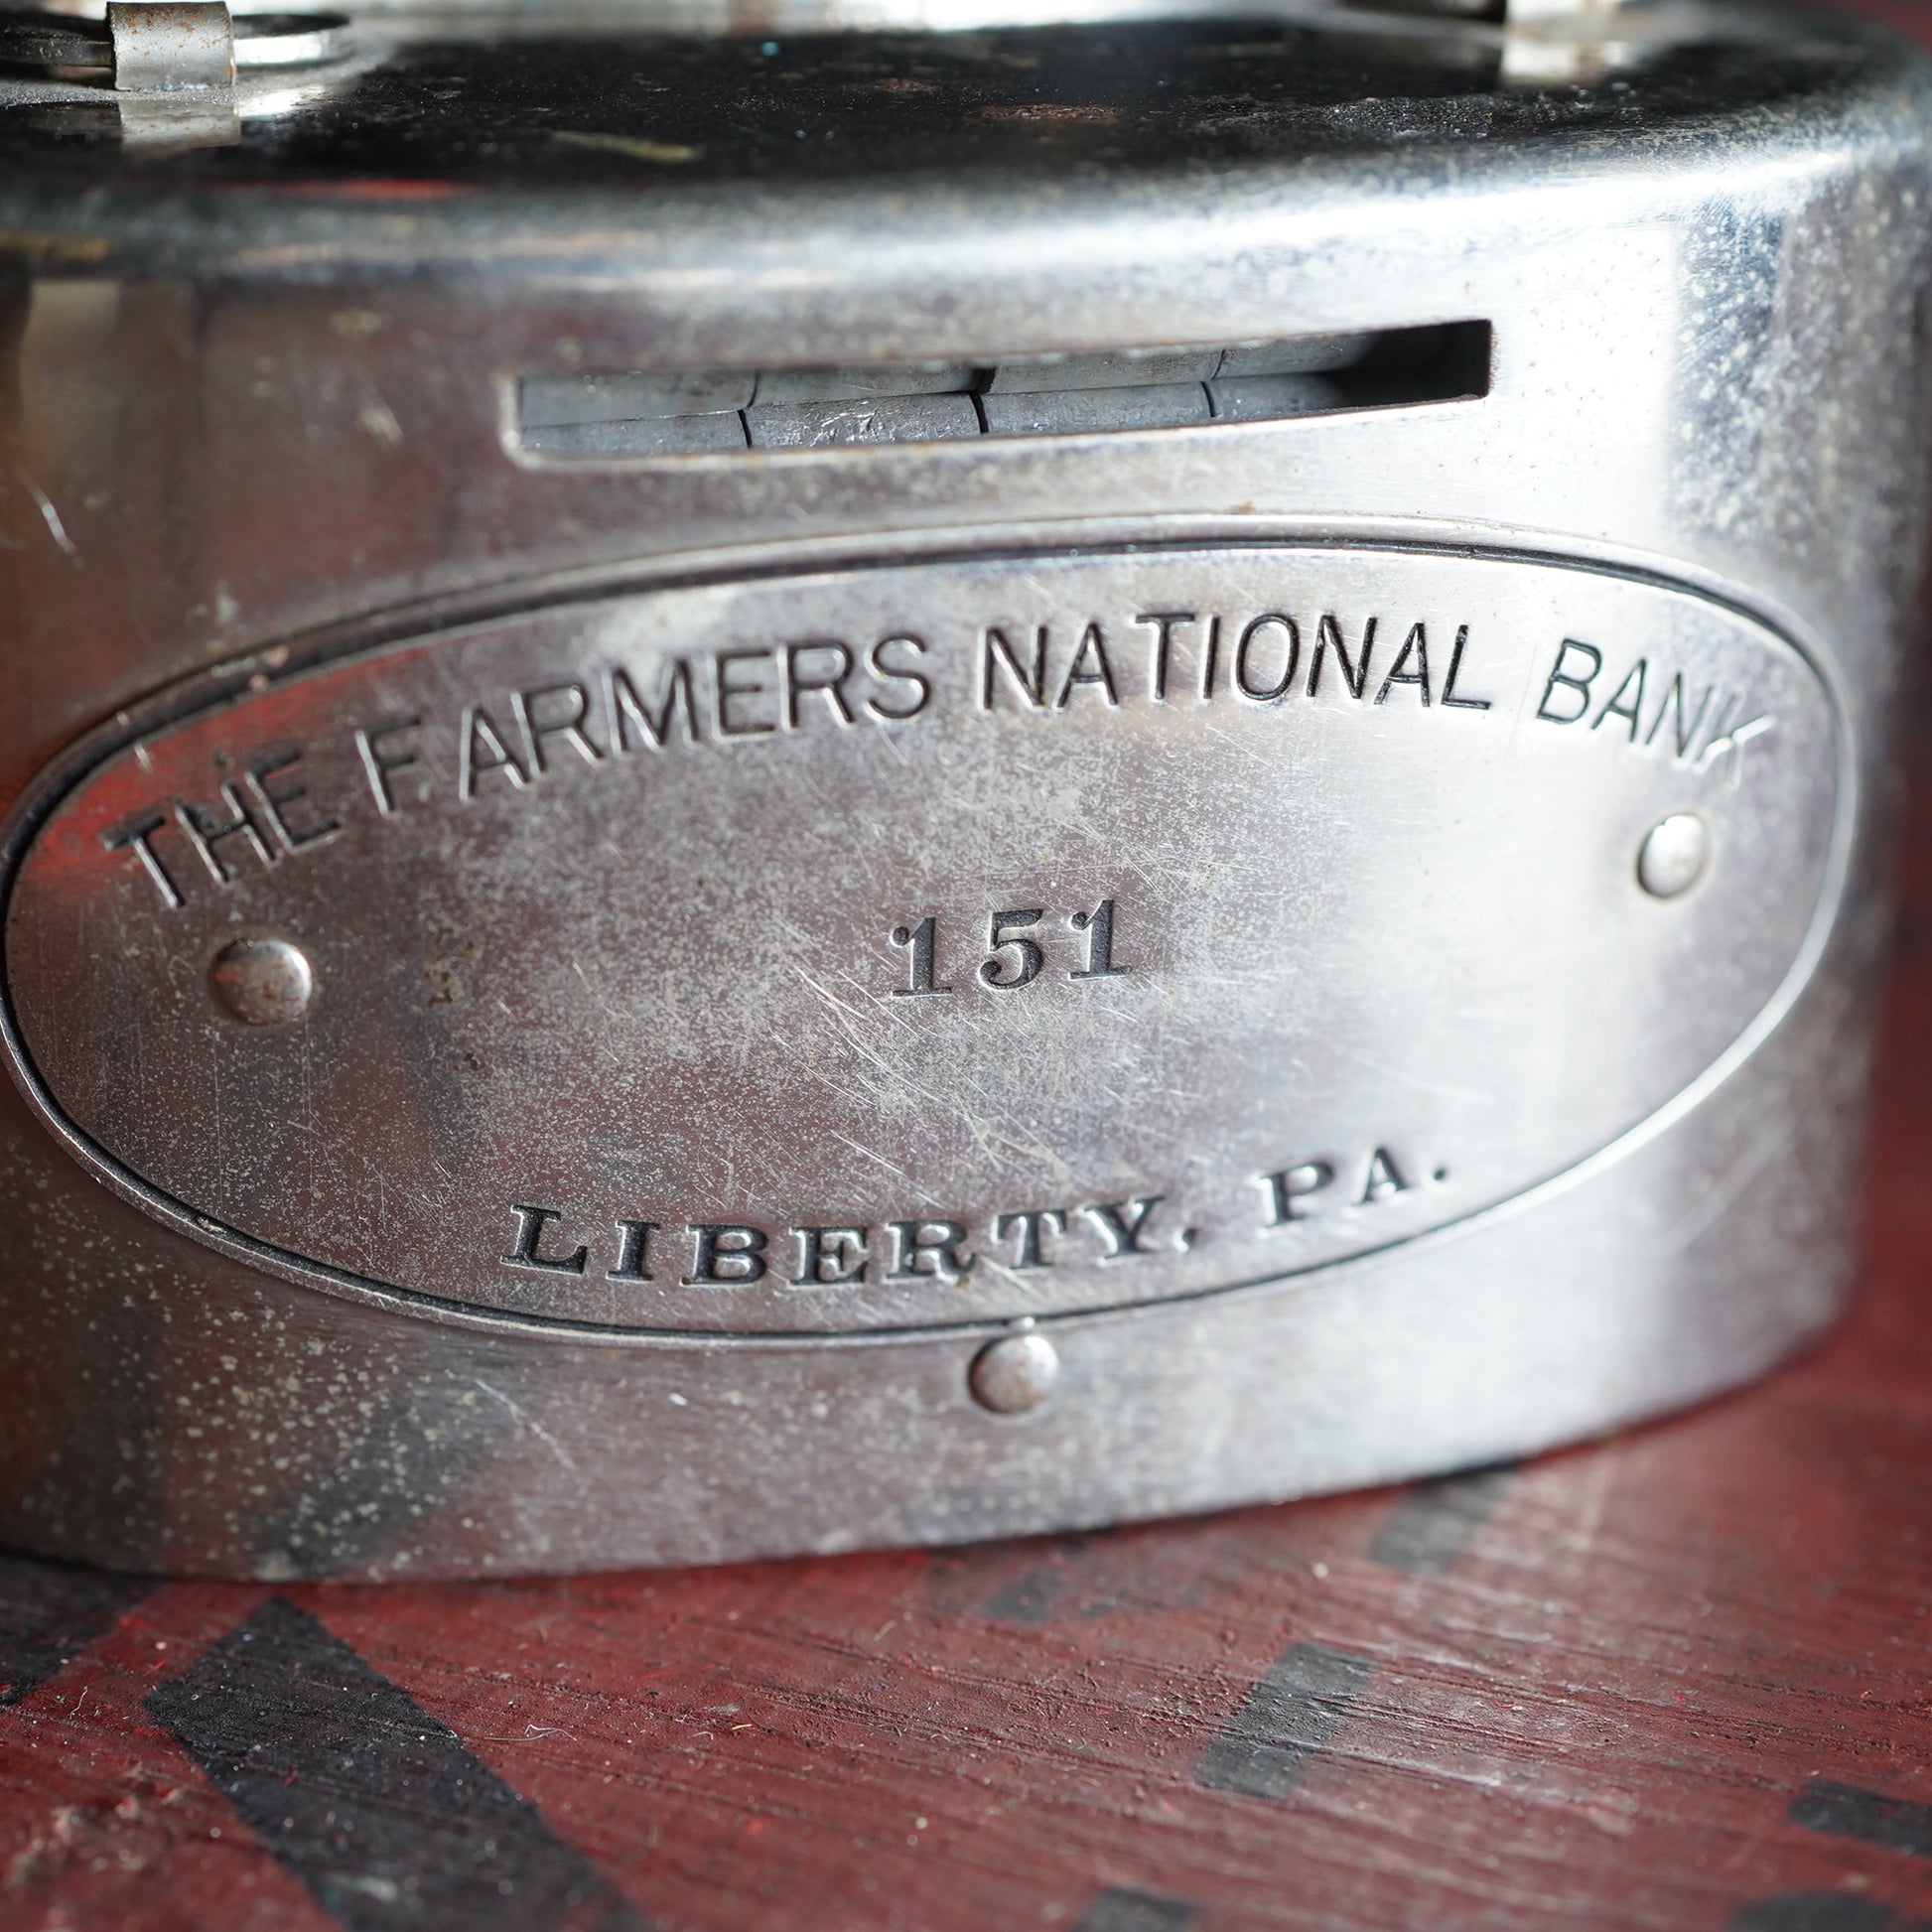 THE FARMERS NATIONAL BANK
151
LIBERTY, PA.